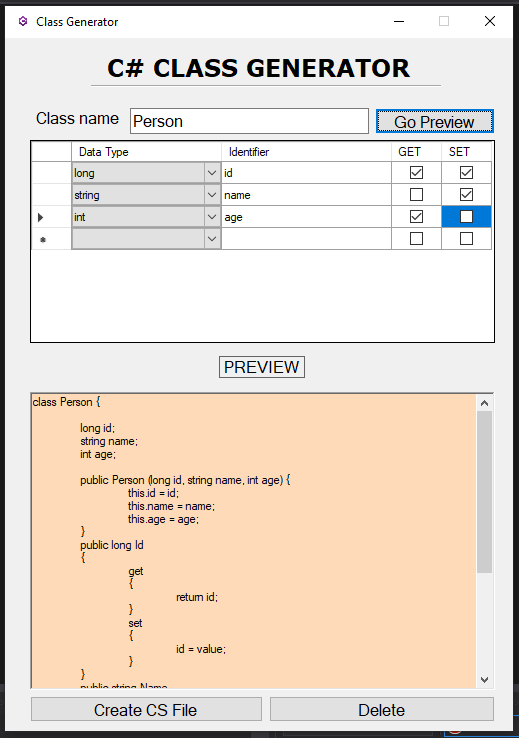 Class Generator
C# CLASS GENERATOR
Class name Person Go Preview
Data Type Identifier GET SET
long id
string name
int age
PREVIEW
class Person {
long id;
string name;
int age;
public Person (long id, string name, int age) {
this.id = id;
this.name = name;
this.age = age;
}
public long Id
{
get
{
return id;
}
set
{
id = value;
}
}
public string Name
Create CS File Delete